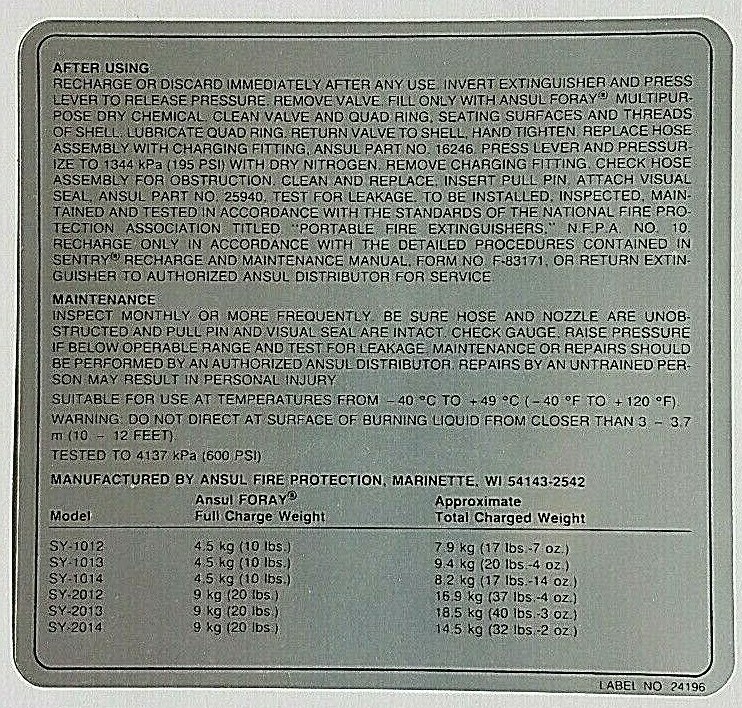 AFTER USING
RECHARGE OR DISCARD IMMEDIATELY AFTER ANY USE. INVERT EXTINGUISHER AND PRESS
LEVER TO RELEASE PRESSURE. REMOVE VALVE. FILL ONLY WITH ANSUL FORAY® MULTIPUR-
POSE DRY CHEMICAL. CLEAN VALVE AND QUAD RING, SEATING SURFACES AND THREADS
OF SHELL. LUBRICATE QUAD RING. RETURN VALVE TO SHELL, HAND TIGHTEN. REPLACE HOSE
ASSEMBLY WITH CHARGING FITTING, ANSUL PART NO. 16246. PRESS LEVER AND PRESSUR-
IZE TO 1344 kPa (195 PSI) WITH DRY NITROGEN. REMOVE CHARGING FITTING. CHECK HOSE
ASSEMBLY FOR OBSTRUCTION. CLEAN AND REPLACE. INSERT PULL PIN. ATTACH VISUAL
SEAL, ANSUL PART NO. 25940. TEST FOR LEAKAGE. TO BE INSTALLED, INSPECTED, MAIN-
TAINED AND TESTED IN ACCORDANCE WITH THE STANDARDS OF THE NATIONAL FIRE PRO-
TECTION ASSOCIATION TITLED, "PORTABLE FIRE EXTINGUISHERS," N.F.P.A. NO. 10.
RECHARGE ONLY IN ACCORDANCE WITH THE DETAILED PROCEDURES CONTAINED IN
SENTRY® RECHARGE AND MAINTENANCE MANUAL, FORM NO. F-83171, OR RETURN EXTIN-
GUISHER TO AUTHORIZED ANSUL DISTRIBUTOR FOR SERVICE.
MAINTENANCE
INSPECT MONTHLY OR MORE FREQUENTLY. BE SURE HOSE AND NOZZLE ARE UNOB-
STRUCTED AND PULL PIN AND VISUAL SEAL ARE INTACT. CHECK GAUGE. RAISE PRESSURE
IF BELOW OPERABLE RANGE AND TEST FOR LEAKAGE. MAINTENANCE OR REPAIRS SHOULD
BE PERFORMED BY AN AUTHORIZED ANSUL DISTRIBUTOR. REPAIRS BY AN UNTRAINED PER-
SON MAY RESULT IN PERSONAL INJURY.
SUITABLE FOR USE AT TEMPERATURES FROM −40 °C TO +49 °C (−40 °F TO +120 °F).
WARNING: DO NOT DIRECT AT SURFACE OF BURNING LIQUID FROM CLOSER THAN 3 – 3.7
m (10 – 12 FEET).
TESTED TO 4137 kPa (600 PSI)
MANUFACTURED BY ANSUL FIRE PROTECTION, MARINETTE, WI 54143-2542
Ansul FORAY® Approximate
Model Full Charge Weight Total Charged Weight
SY-1012 4.5 kg (10 lbs.) 7.9 kg (17 lbs.-7 oz.)
SY-1013 4.5 kg (10 lbs.) 9.4 kg (20 lbs.-4 oz.)
SY-1014 4.5 kg (10 lbs.) 8.2 kg (17 lbs.-14 oz.)
SY-2012 9 kg (20 lbs.) 16.9 kg (37 lbs.-4 oz.)
SY-2013 9 kg (20 lbs.) 18.5 kg (40 lbs.-3 oz.)
SY-2014 9 kg (20 lbs.) 14.5 kg (32 lbs.-2 oz.)
LABEL NO. 24196